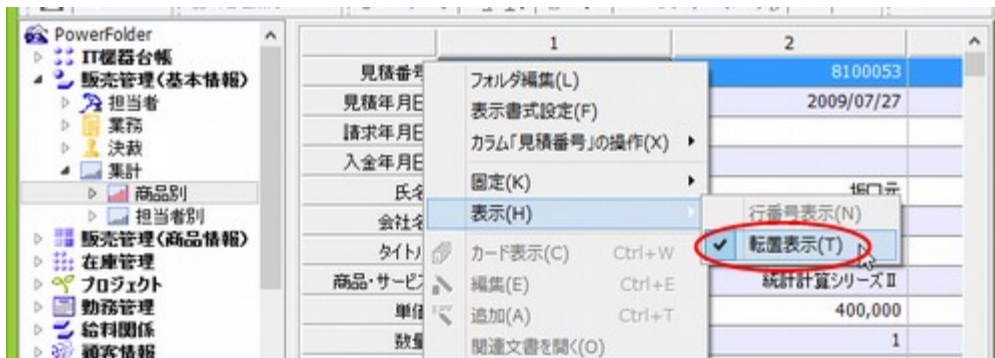 PowerFolder
IT機器台帳
販売管理(基本情報)
担当者
業務
決裁
集計
商品別
担当者別
販売管理(商品情報)
在庫管理
プロジェクト
勤務管理
給料関係
顧客情報
1 2
見積番号 8100053
見積年月日 2009/07/27
請求年月日
入金年月日
氏名 坂口元
会社名
タイトル
商品・サービス 統計計算シリーズⅡ
単価 400,000
数量 1
フォルダ編集(L)
表示書式設定(F)
カラム「見積番号」の操作(X)
固定(K)
表示(H)
カード表示(C) Ctrl+W
編集(E) Ctrl+E
追加(A) Ctrl+T
関連文書を開く(O)
行番号表示(N)
転置表示(T)